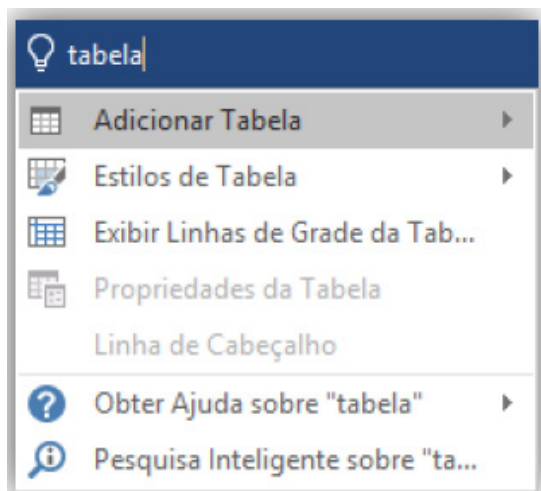 tabela
Adicionar Tabela
Estilos de Tabela
Exibir Linhas de Grade da Tab...
Propriedades da Tabela
Linha de Cabeçalho
Obter Ajuda sobre "tabela"
Pesquisa Inteligente sobre "ta...